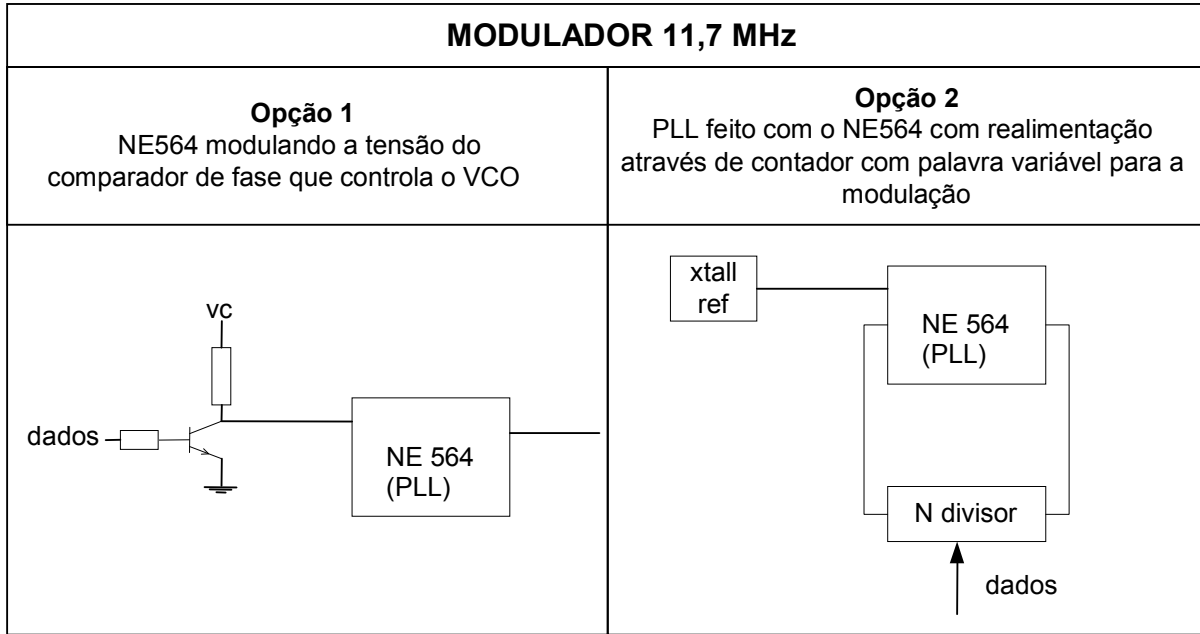 MODULADOR 11,7 MHz
Opção 1
NE564 modulando a tensão do
comparador de fase que controla o VCO
Opção 2
PLL feito com o NE564 com realimentação
através de contador com palavra variável para a
modulação
vc
dados
NE 564
(PLL)
xtall
ref
NE 564
(PLL)
N divisor
dados